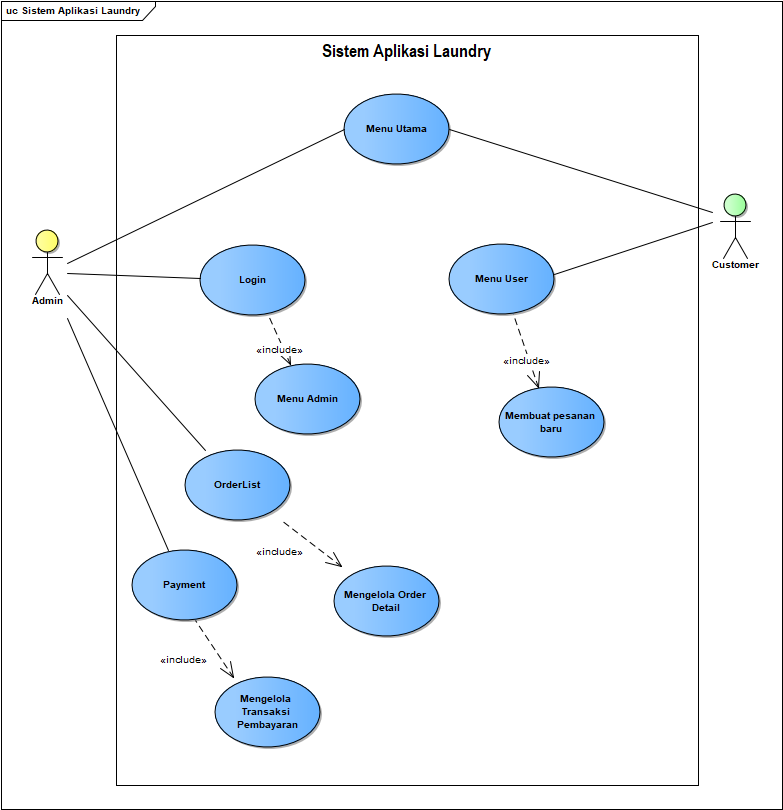 uc Sistem Aplikasi Laundry
Sistem Aplikasi Laundry
Menu Utama
Admin
Customer
Login
Menu User
«include»
«include»
Menu Admin
Membuat pesanan
baru
OrderList
«include»
Payment
Mengelola Order
Detail
«include»
Mengelola
Transaksi
Pembayaran